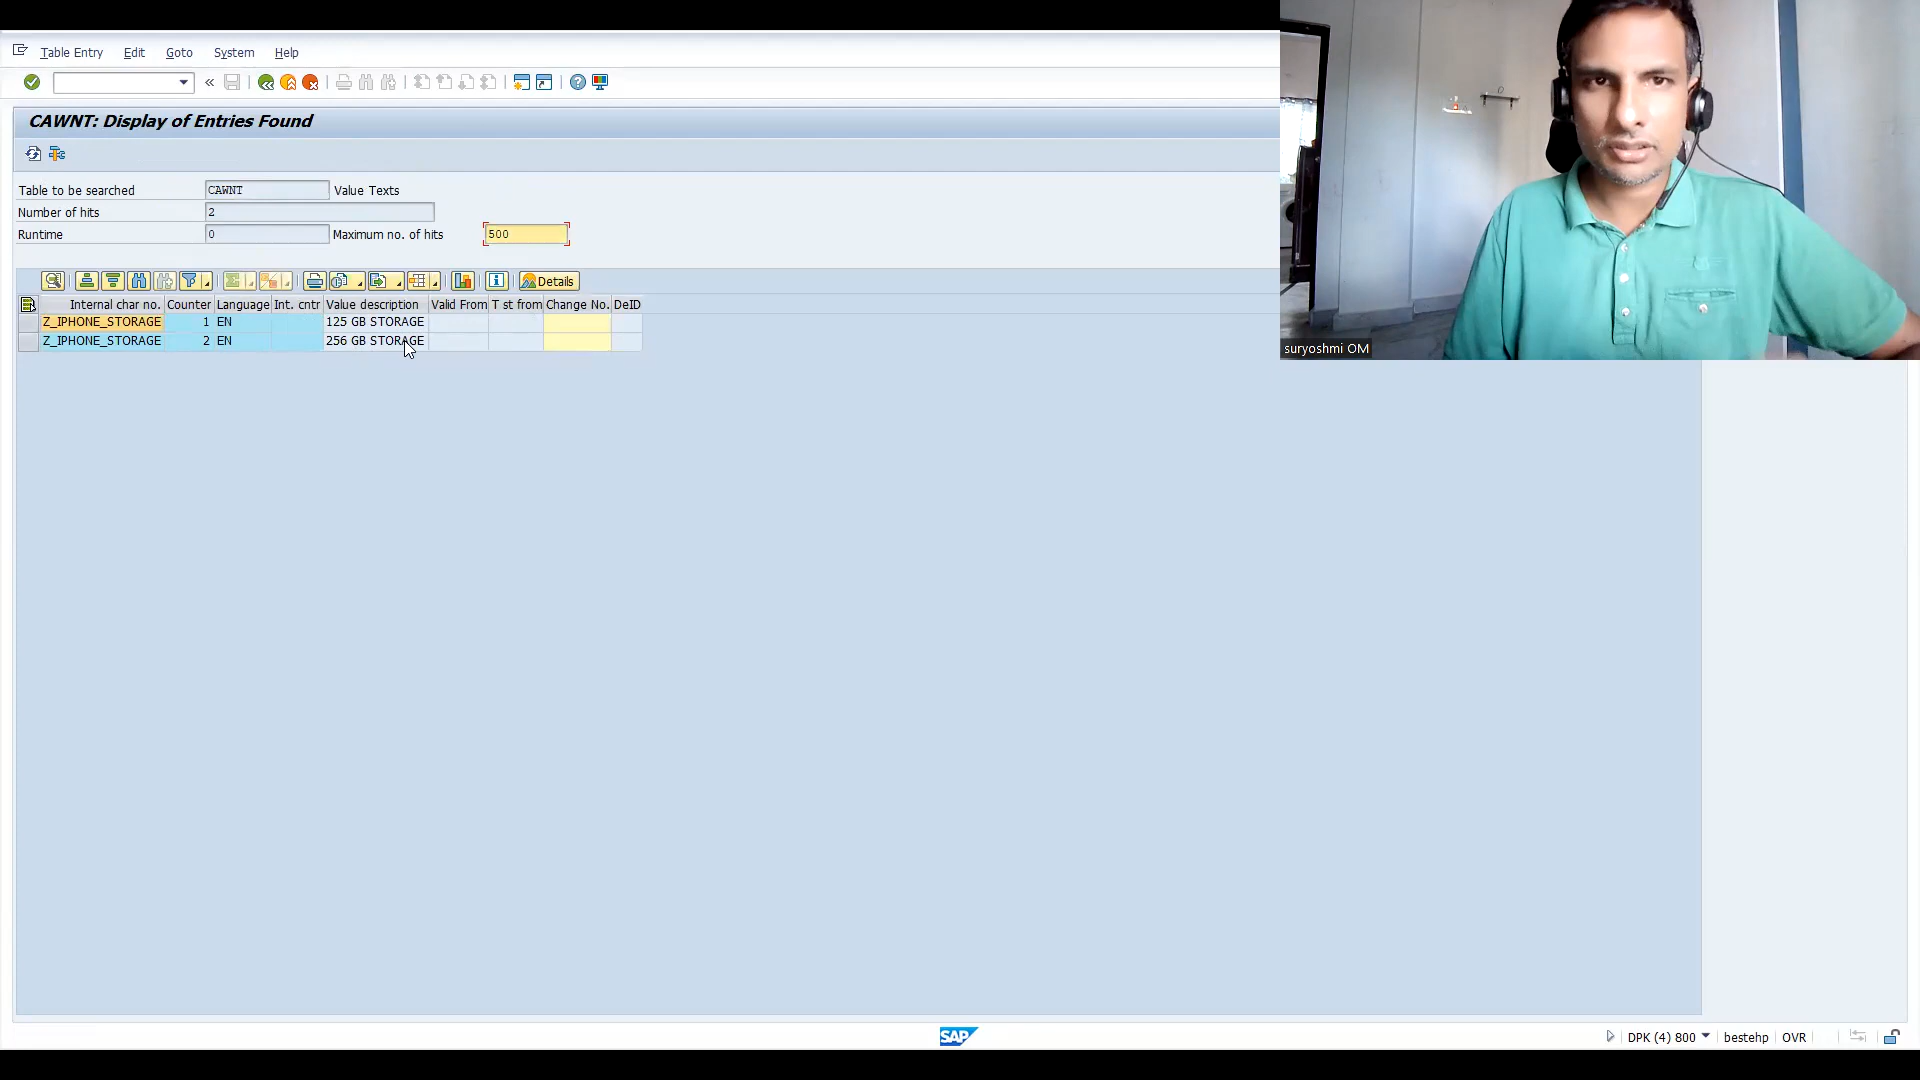 Table Entry Edit Goto System Help
CAWNT: Display of Entries Found
Table to be searched CAWNT Value Texts
Number of hits 2
Runtime 0 Maximum no. of hits 500
Details
Internal char no. Counter Language Int. cntr Value description Valid From T st from Change No. DeID
Z_IPHONE_STORAGE 1 EN 125 GB STORAGE
Z_IPHONE_STORAGE 2 EN 256 GB STORAGE
suryoshmi OM
SAP DPK (4) 800 bestehp OVR